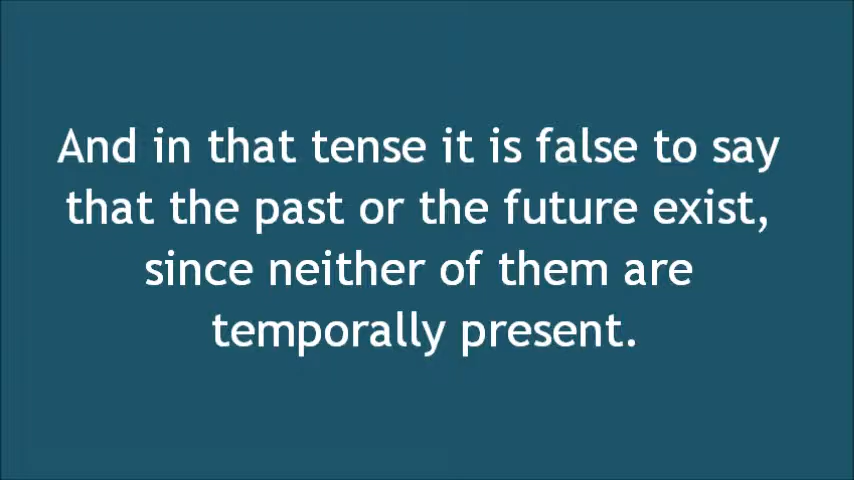 And in that tense it is false to say
that the past or the future exist,
since neither of them are
temporally present.